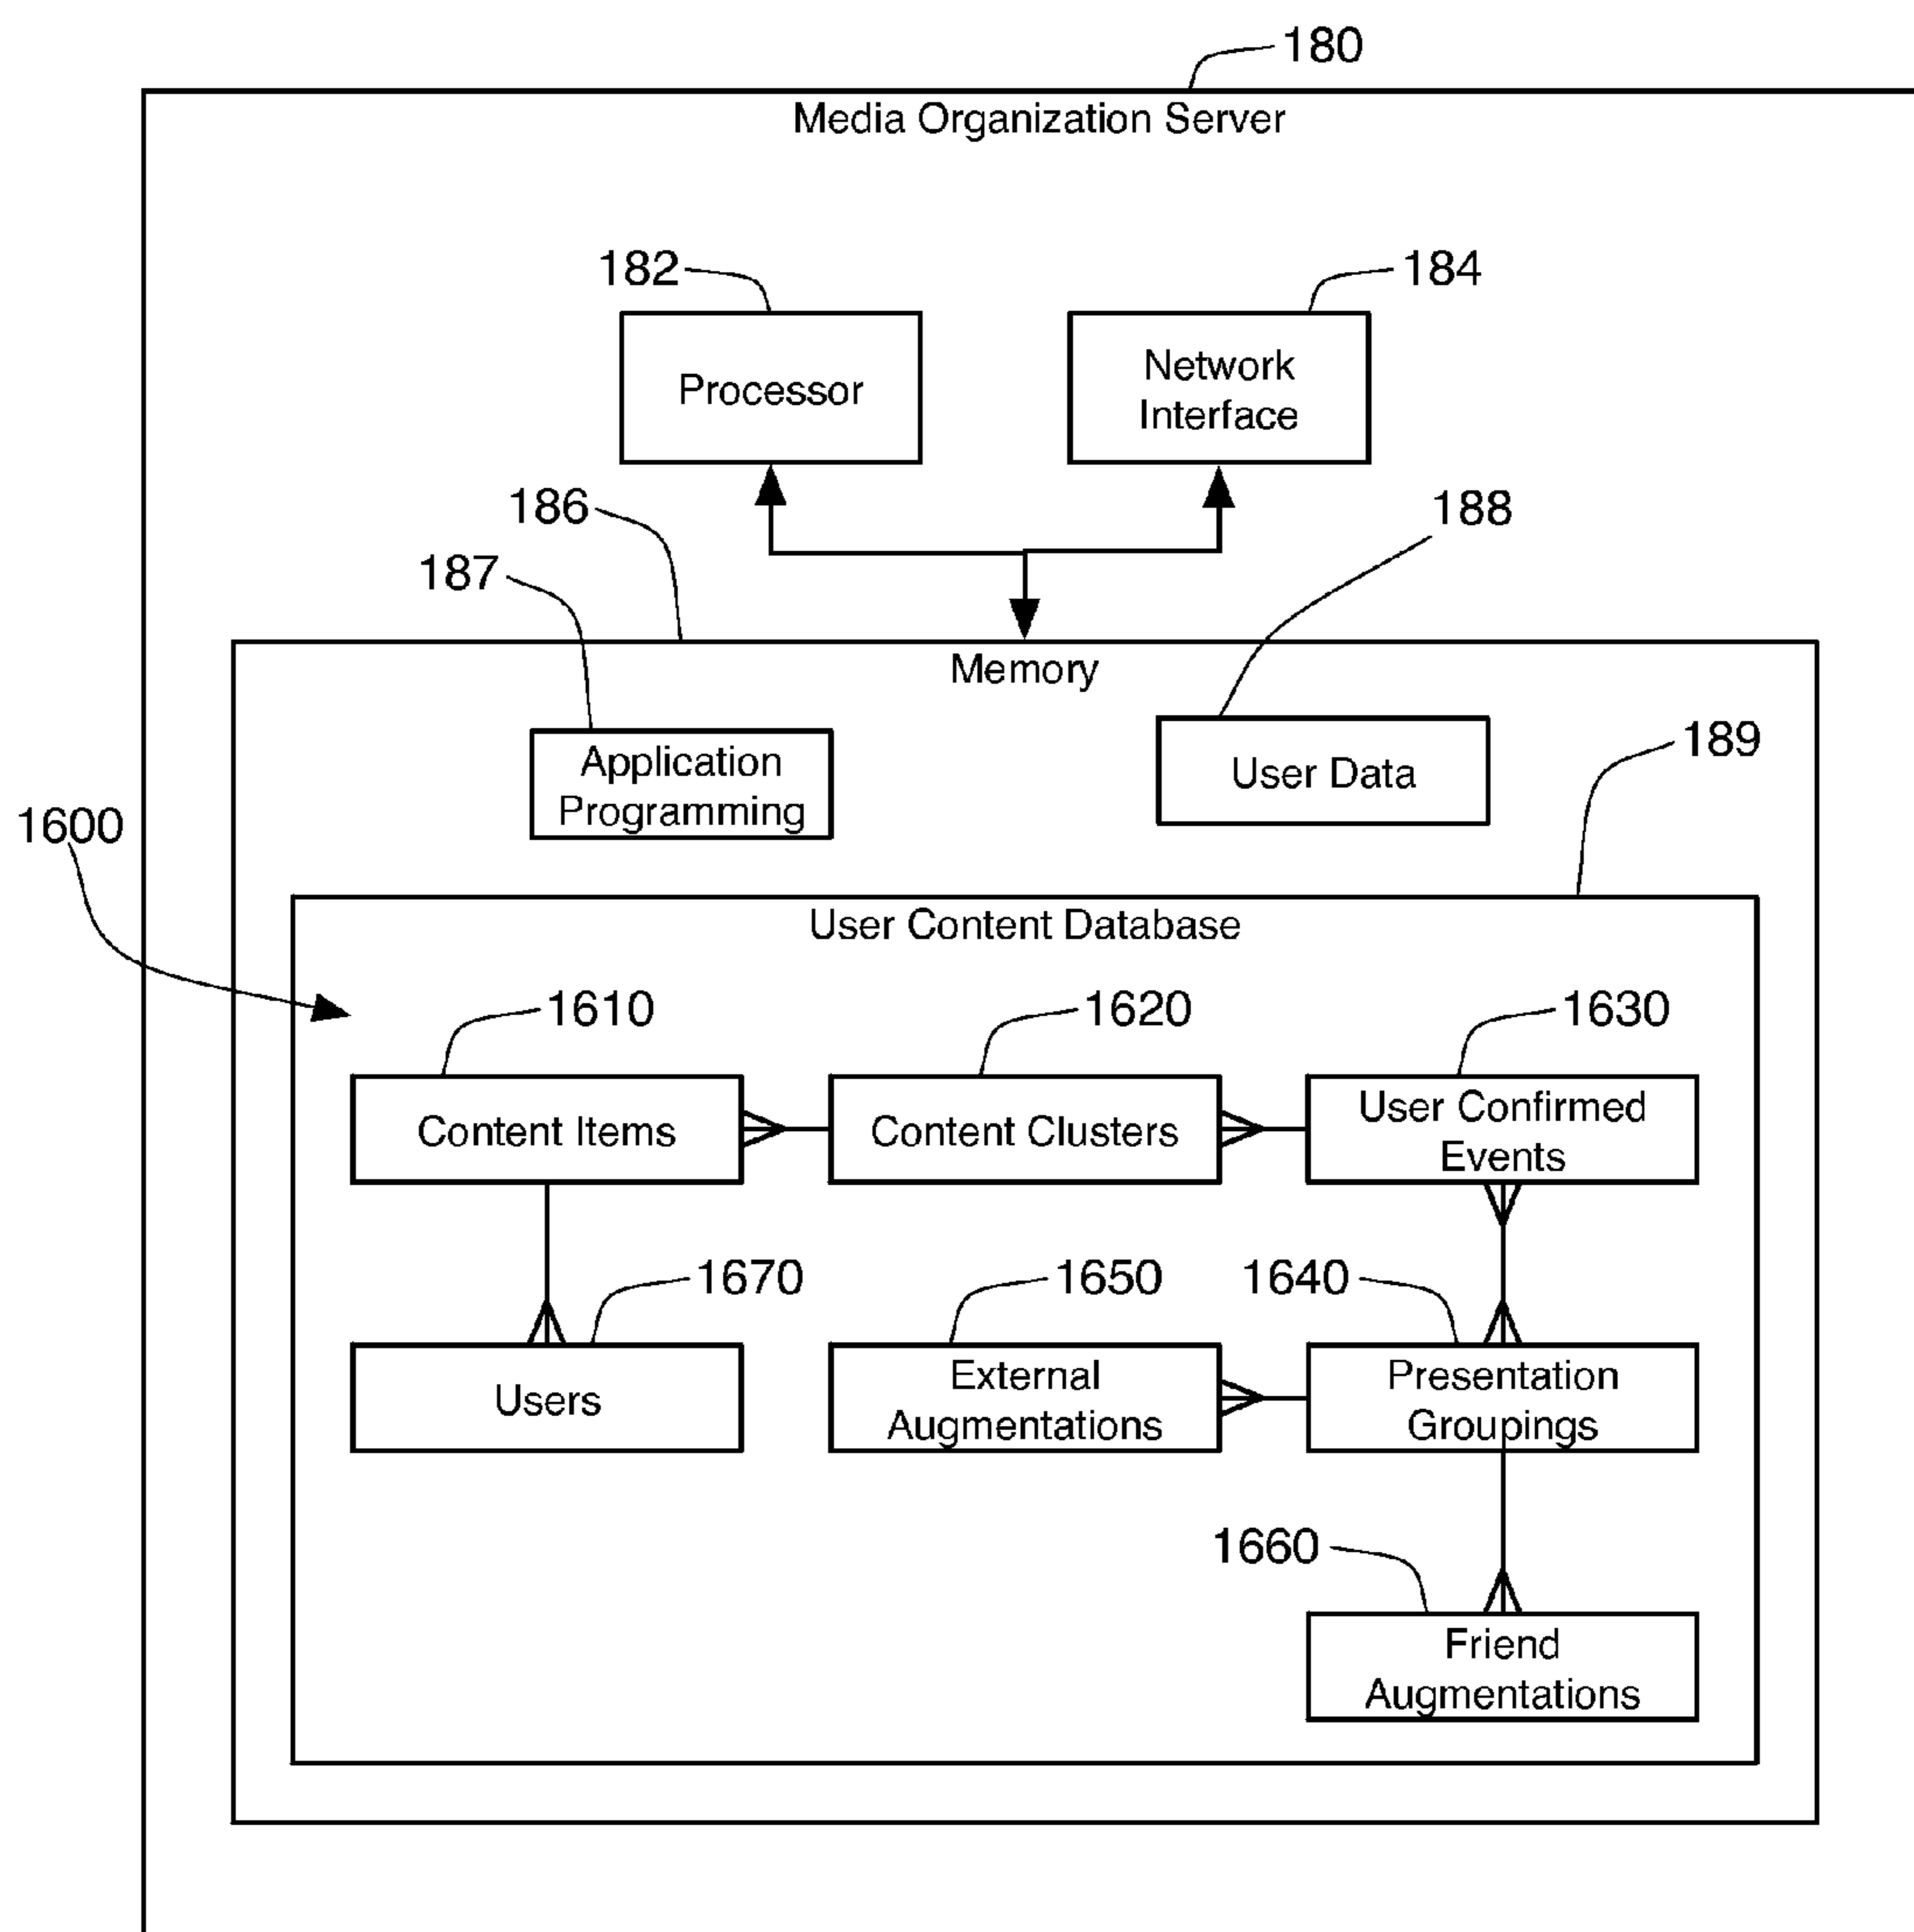 180
Media Organization Server
182
184
Processor
Network
Interface
186
188
187
Memory
189
Application
Programming
User Data
1600
User Content Database
1610
1620
1630
Content Items
Content Clusters
User Confirmed
Events
1670
1650
1640
Users
External
Augmentations
Presentation
Groupings
1660
Friend
Augmentations